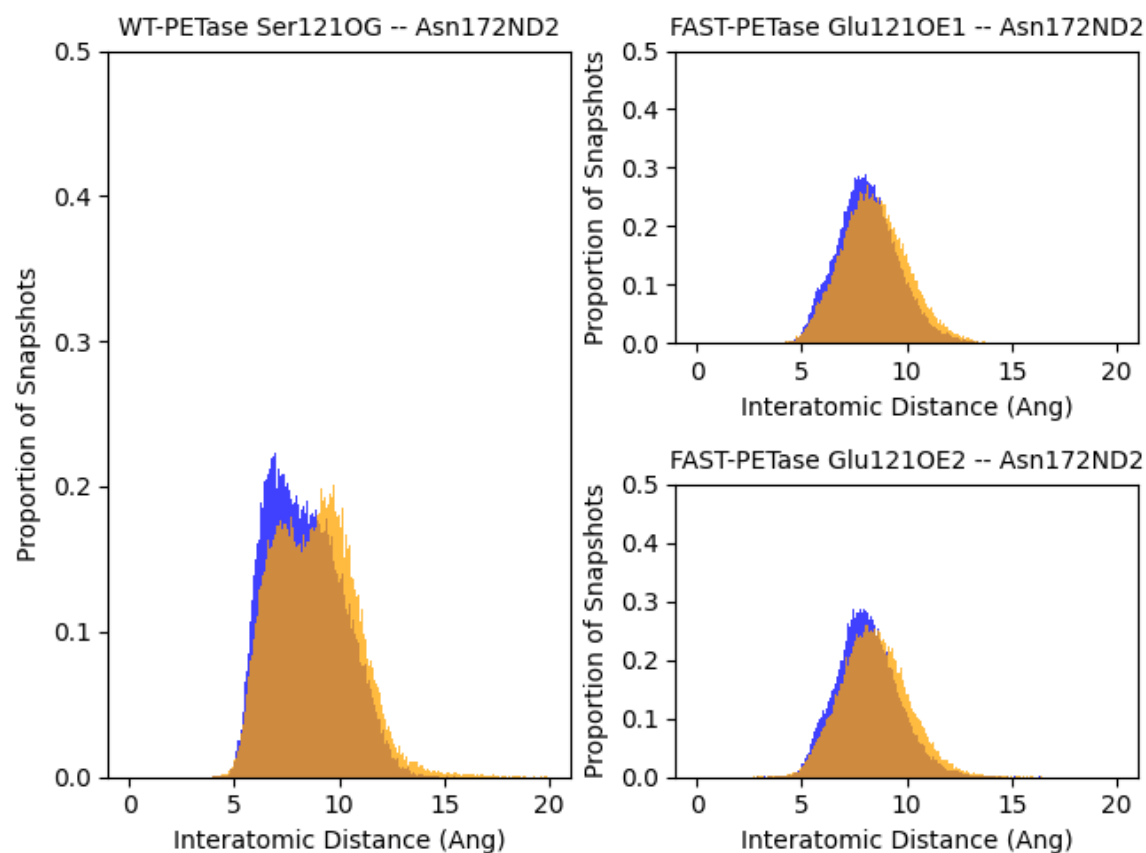 WT-PETase Ser121OG -- Asn172ND2
0.5
0.4
0.3
0.2
0.1
0.0
Proportion of Snapshots
0 5 10 15 20
Interatomic Distance (Ang)
FAST-PETase Glu121OE1 -- Asn172ND2
0.5
0.4
0.3
0.2
0.1
0.0
Proportion of Snapshots
0 5 10 15 20
Interatomic Distance (Ang)
FAST-PETase Glu121OE2 -- Asn172ND2
0.5
0.4
0.3
0.2
0.1
0.0
Proportion of Snapshots
0 5 10 15 20
Interatomic Distance (Ang)